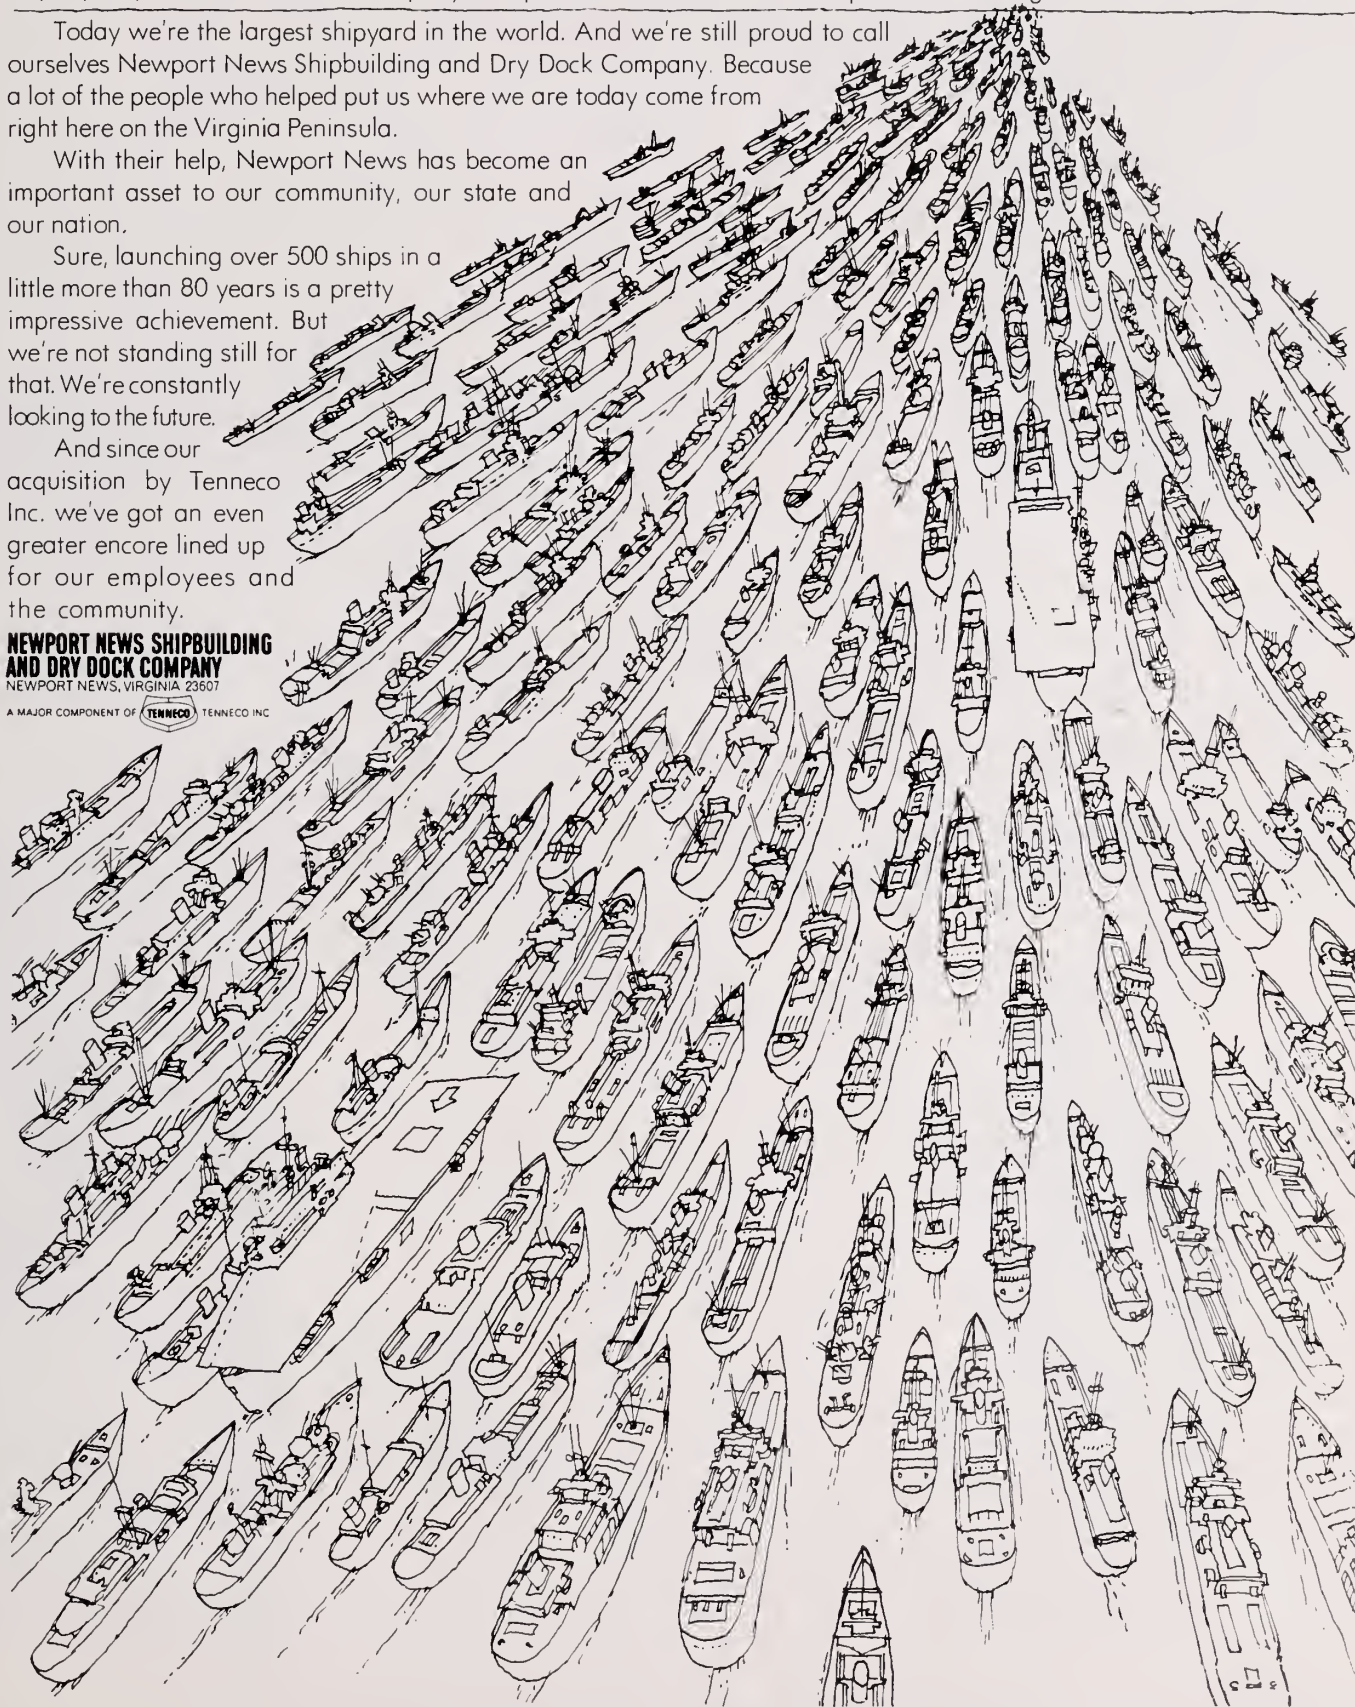 Today we're the largest shipyard in the world. And we're still proud to call
ourselves Newport News Shipbuilding and Dry Dock Company. Because
a lot of the people who helped put us where we are today come from
right here on the Virginia Peninsula.
With their help, Newport News has become an
important asset to our community, our state and
our nation.
Sure, launching over 500 ships in a
little more than 80 years is a pretty
impressive achievement. But
we're not standing still for
that. We're constantly
looking to the future.
And since our
acquisition by Tenneco
Inc. we've got an even
greater encore lined up
for our employees and
the community.
NEWPORT NEWS SHIPBUILDING
AND DRY DOCK COMPANY
NEWPORT NEWS, VIRGINIA 23607
A MAJOR COMPONENT OF TENNECO TENNECO INC